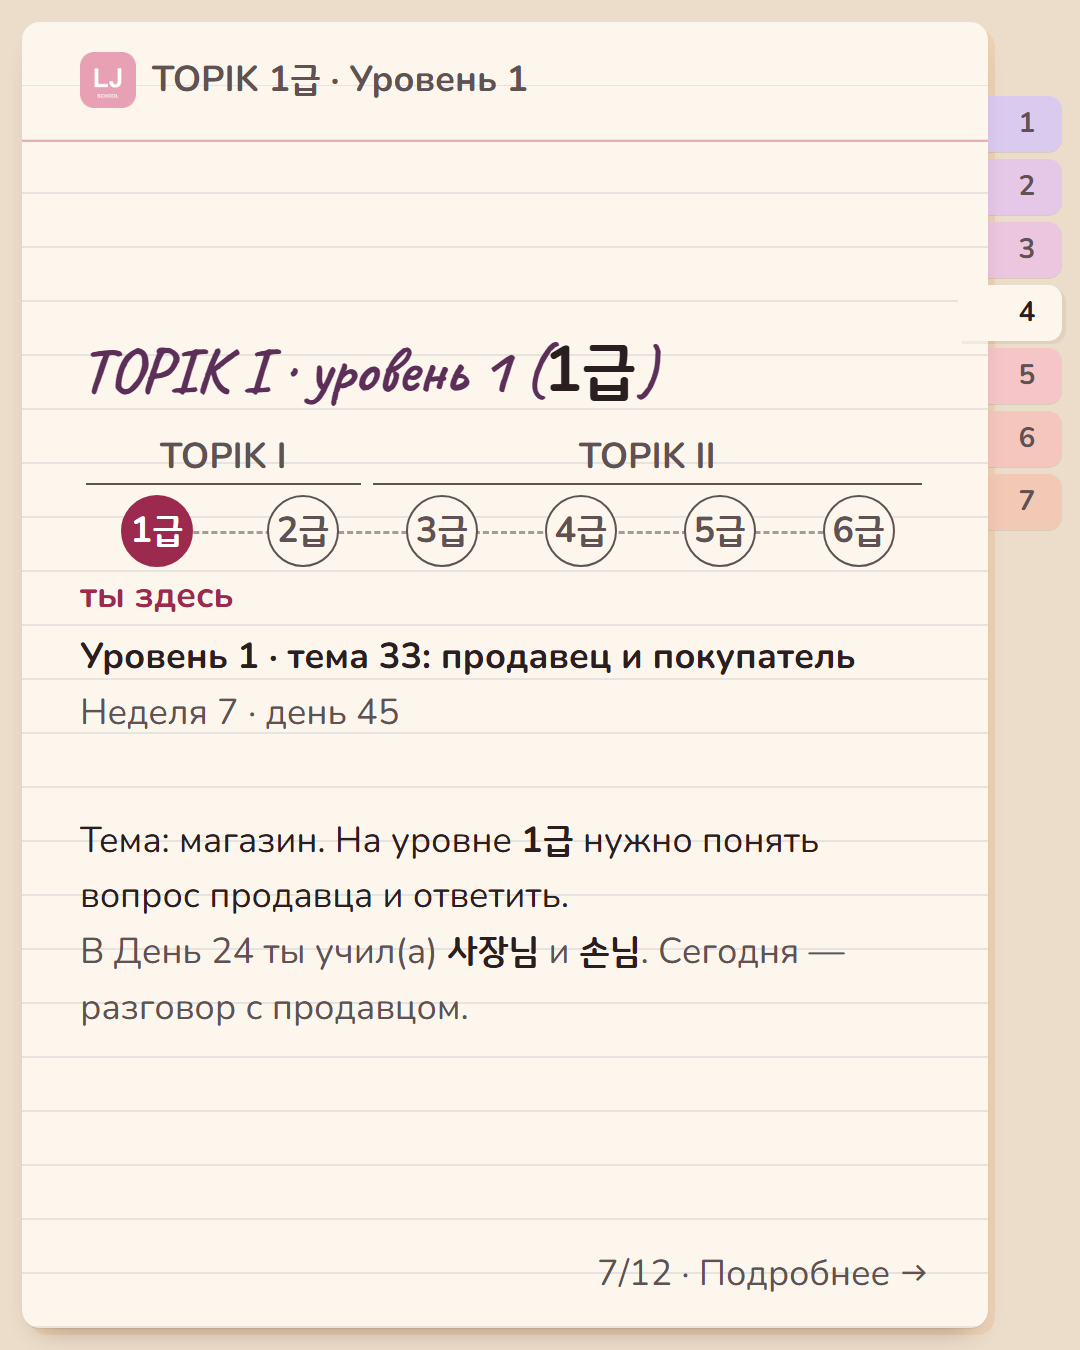 LJ
SCHOOL
TOPIK 1급 · Уровень 1
1
2
3
4
5
6
7
TOPIK I · уровень 1 (1급)
TOPIK I
TOPIK II
1급
2급
3급
4급
5급
6급
ты здесь
Уровень 1 · тема 33: продавец и покупатель
Неделя 7 · день 45
Тема: магазин. На уровне 1급 нужно понять
вопрос продавца и ответить.
В День 24 ты учил(а) 사장님 и 손님. Сегодня —
разговор с продавцом.
7/12 · Подробнее →